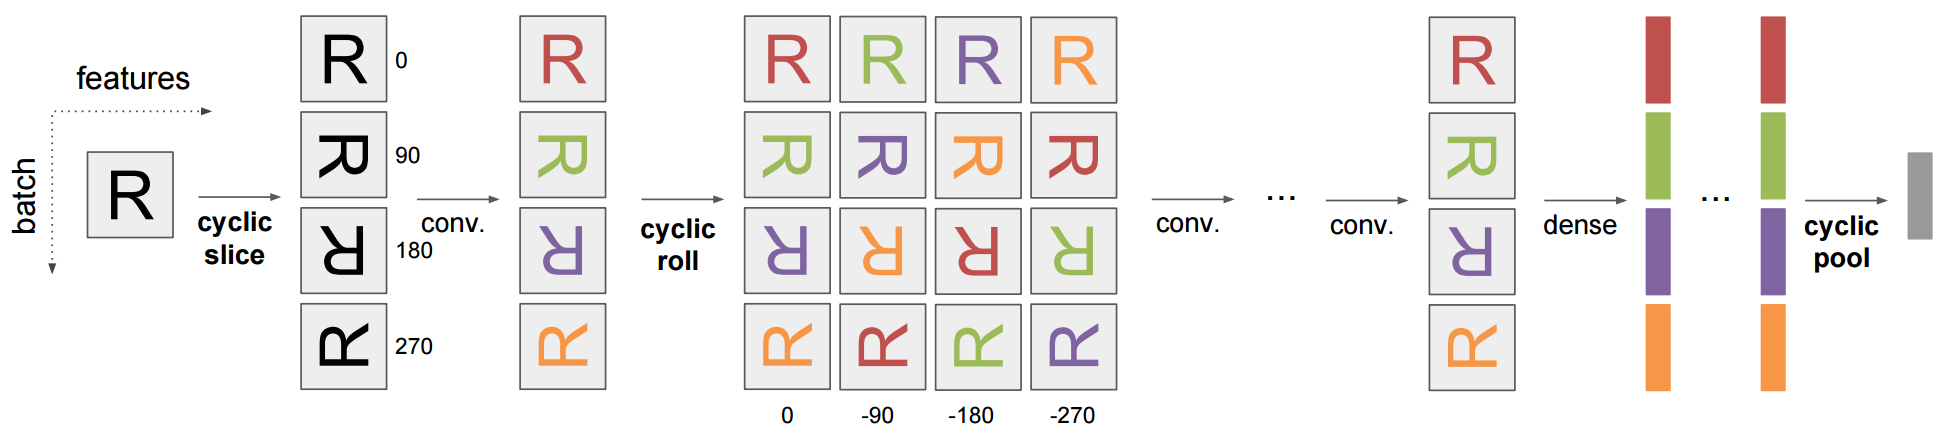 features
batch
R
cyclic
slice
R 0
R 90
R 180
R 270
conv.
R
R
R
R
cyclic
roll
R R R R
R R R R
R R R R
R R R R
0 -90 -180 -270
conv.
...
conv.
R
R
R
R
dense
...
cyclic
pool